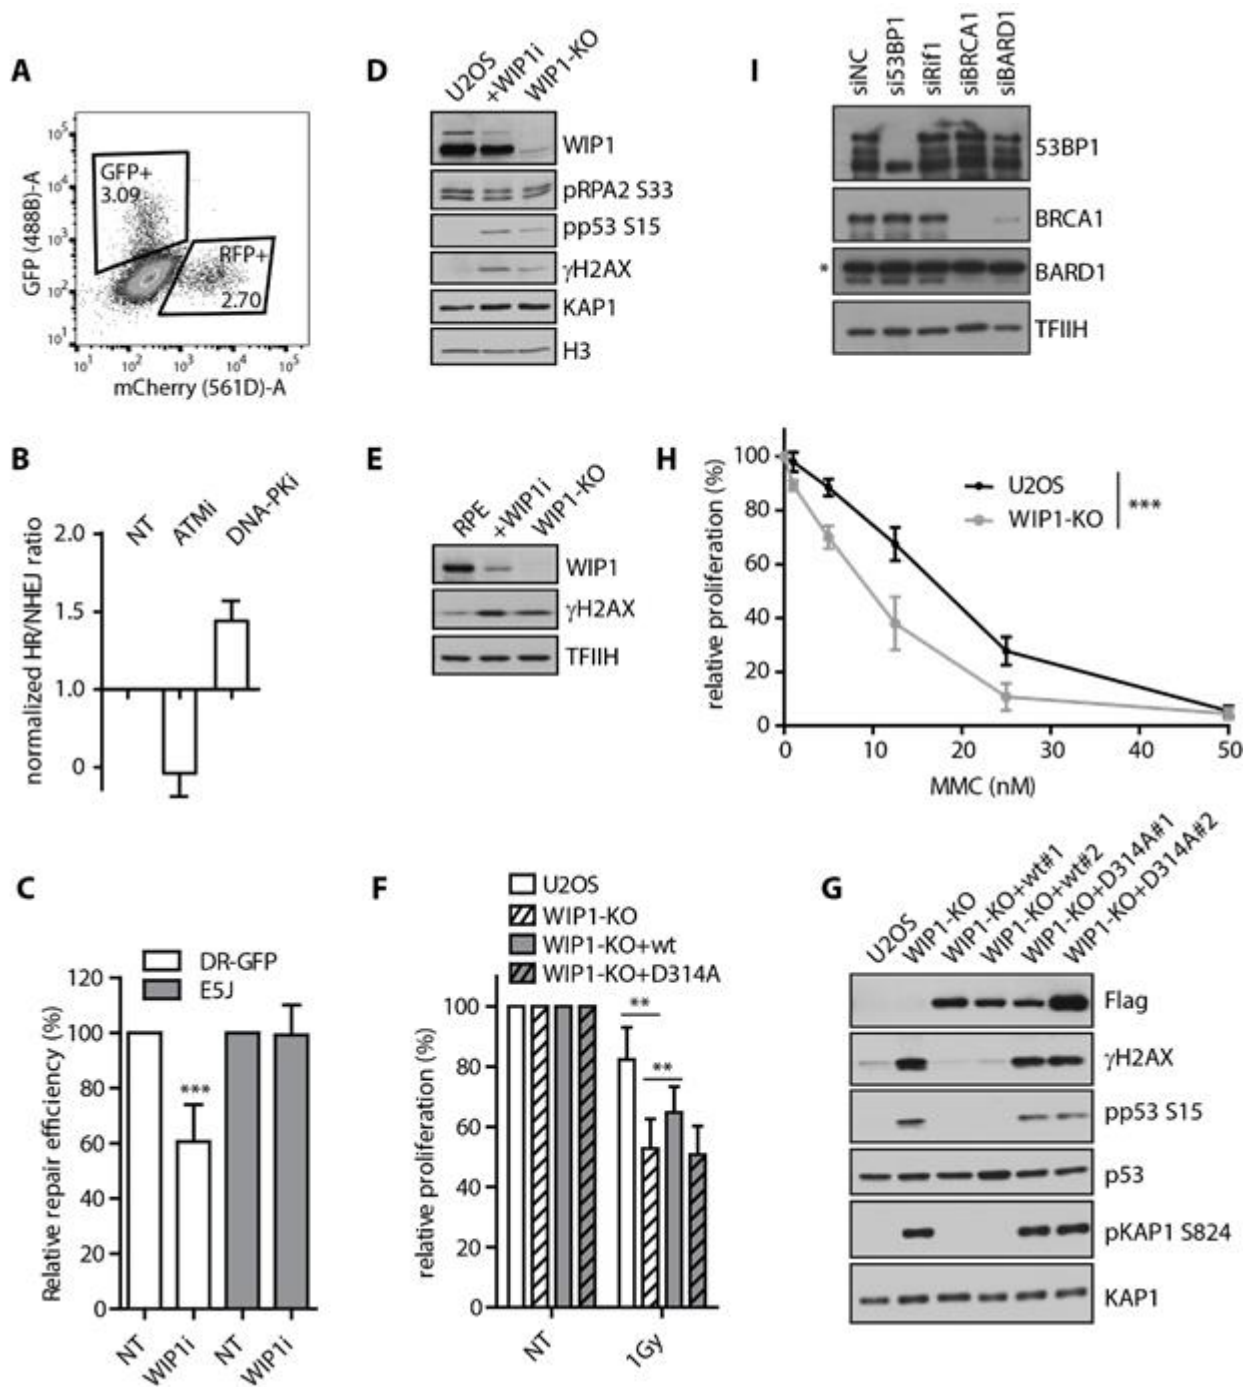 A
GFP (488B)-A
10⁵
10⁴
10³
10²
10¹
GFP+
3.09
RFP+
2.70
10¹ 10² 10³ 10⁴ 10⁵
mCherry (561D)-A
B
normalized HR/NHEJ ratio
NT ATMi DNA-PKi
2.0
1.5
1.0
0
C
DR-GFP
E5J
Relative repair efficiency (%)
120
100
80
60
40
20
0
***
NT WIP1i NT WIP1i
D
U2OS +WIP1i WIP1-KO
WIP1
pRPA2 S33
pp53 S15
γH2AX
KAP1
H3
E
RPE +WIP1i WIP1-KO
WIP1
γH2AX
TFIIH
F
U2OS
WIP1-KO
WIP1-KO+wt
WIP1-KO+D314A
relative proliferation (%)
100
80
60
40
20
0
**
**
NT 1Gy
I
siNC si53BP1 siRif1 siBRCA1 siBARD1
53BP1
BRCA1
* BARD1
TFIIH
H
relative proliferation (%)
100
80
60
40
20
0
U2OS
WIP1-KO
***
0 10 20 30 40 50
MMC (nM)
G
U2OS WIP1-KO WIP1-KO+wt#1 WIP1-KO+wt#2 WIP1-KO+D314A#1 WIP1-KO+D314A#2
Flag
γH2AX
pp53 S15
p53
pKAP1 S824
KAP1